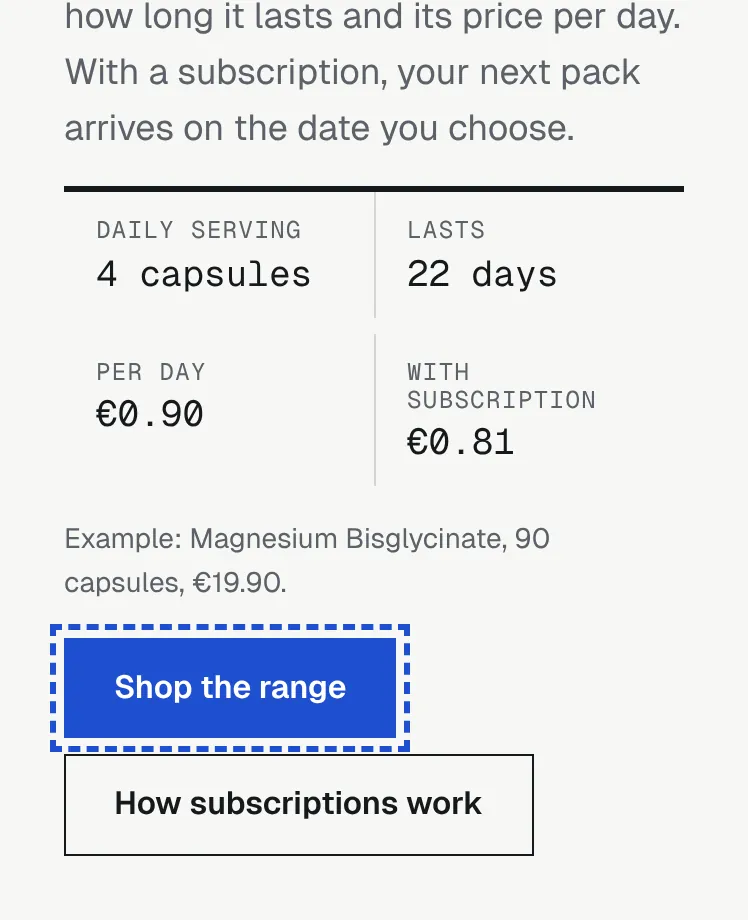 how long it lasts and its price per day.
With a subscription, your next pack
arrives on the date you choose.
DAILY SERVING
4 capsules
LASTS
22 days
PER DAY
€0.90
WITH
SUBSCRIPTION
€0.81
Example: Magnesium Bisglycinate, 90
capsules, €19.90.
Shop the range
How subscriptions work